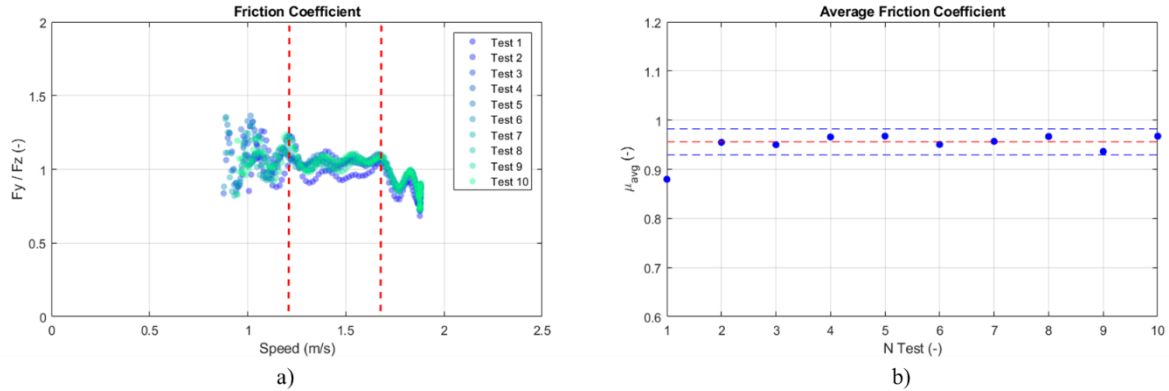 Friction Coefficient
2
1.5
1
0.5
0
Fy / Fz (-)
0
0.5
1
1.5
2
2.5
Speed (m/s)
Test 1
Test 2
Test 3
Test 4
Test 5
Test 6
Test 7
Test 8
Test 9
Test 10
a)
Average Friction Coefficient
1.2
1.1
1
0.9
0.8
0.7
0.6
μavg (-)
1
2
3
4
5
6
7
8
9
10
N Test (-)
b)